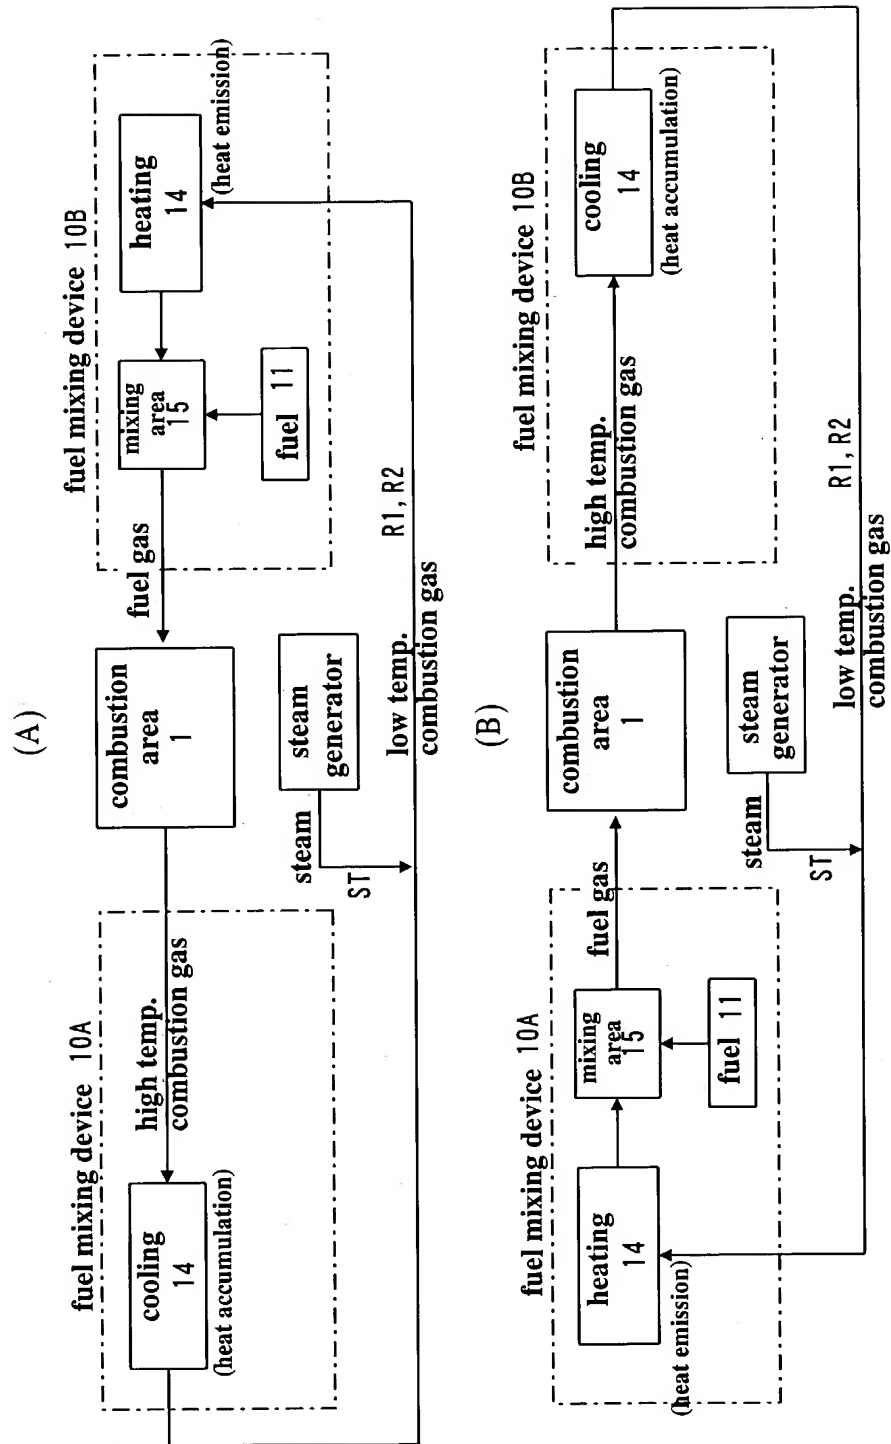 (A)
fuel mixing device 10A
cooling
14
(heat accumulation)
high temp.
combustion gas
combustion
area
1
steam
generator
steam
ST
low temp.
combustion gas
R1, R2
fuel gas
fuel mixing device 10B
mixing
area
15
fuel 11
heating
14
(heat emission)
(B)
fuel mixing device 10A
heating
14
(heat emission)
mixing
area
15
fuel 11
fuel gas
combustion
area
1
steam
generator
steam
ST
low temp.
combustion gas
R1, R2
fuel mixing device 10B
high temp.
combustion gas
cooling
14
(heat accumulation)